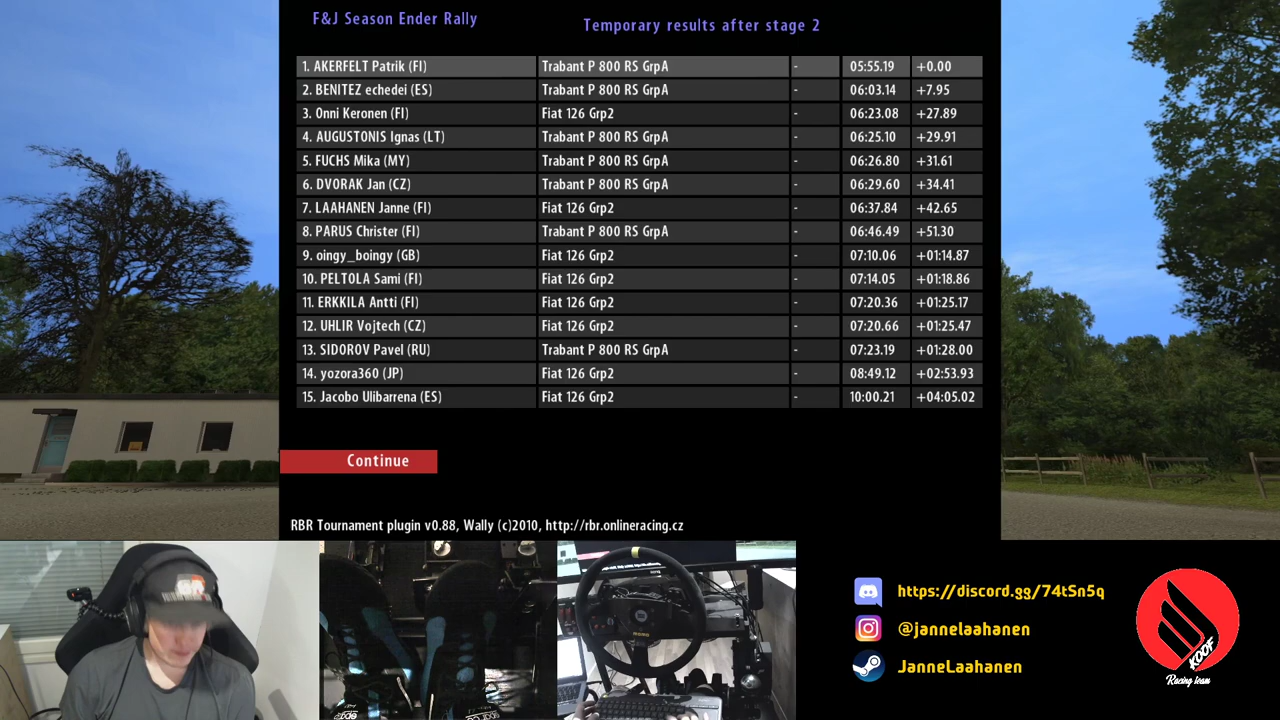 F&J Season Ender Rally
Temporary results after stage 2
1. AKERFELT Patrik (FI) Trabant P 800 RS GrpA - 05:55.19 +0.00
2. BENITEZ echedei (ES) Trabant P 800 RS GrpA - 06:03.14 +7.95
3. Onni Keronen (FI) Fiat 126 Grp2 - 06:23.08 +27.89
4. AUGUSTONIS Ignas (LT) Trabant P 800 RS GrpA - 06:25.10 +29.91
5. FUCHS Mika (MY) Trabant P 800 RS GrpA - 06:26.80 +31.61
6. DVORAK Jan (CZ) Trabant P 800 RS GrpA - 06:29.60 +34.41
7. LAAHANEN Janne (FI) Fiat 126 Grp2 - 06:37.84 +42.65
8. PARUS Christer (FI) Trabant P 800 RS GrpA - 06:46.49 +51.30
9. oingy_boingy (GB) Fiat 126 Grp2 - 07:10.06 +01:14.87
10. PELTOLA Sami (FI) Fiat 126 Grp2 - 07:14.05 +01:18.86
11. ERKKILA Antti (FI) Fiat 126 Grp2 - 07:20.36 +01:25.17
12. UHLIR Vojtech (CZ) Fiat 126 Grp2 - 07:20.66 +01:25.47
13. SIDOROV Pavel (RU) Trabant P 800 RS GrpA - 07:23.19 +01:28.00
14. yozora360 (JP) Fiat 126 Grp2 - 08:49.12 +02:53.93
15. Jacobo Ulibarrena (ES) Fiat 126 Grp2 - 10:00.21 +04:05.02
Continue
RBR Tournament plugin v0.88, Wally (c)2010, http://rbr.onlineracing.cz
https://discord.gg/74tSn5q
@jannelaahanen
JanneLaahanen
KOOF
Racing team
MOMO